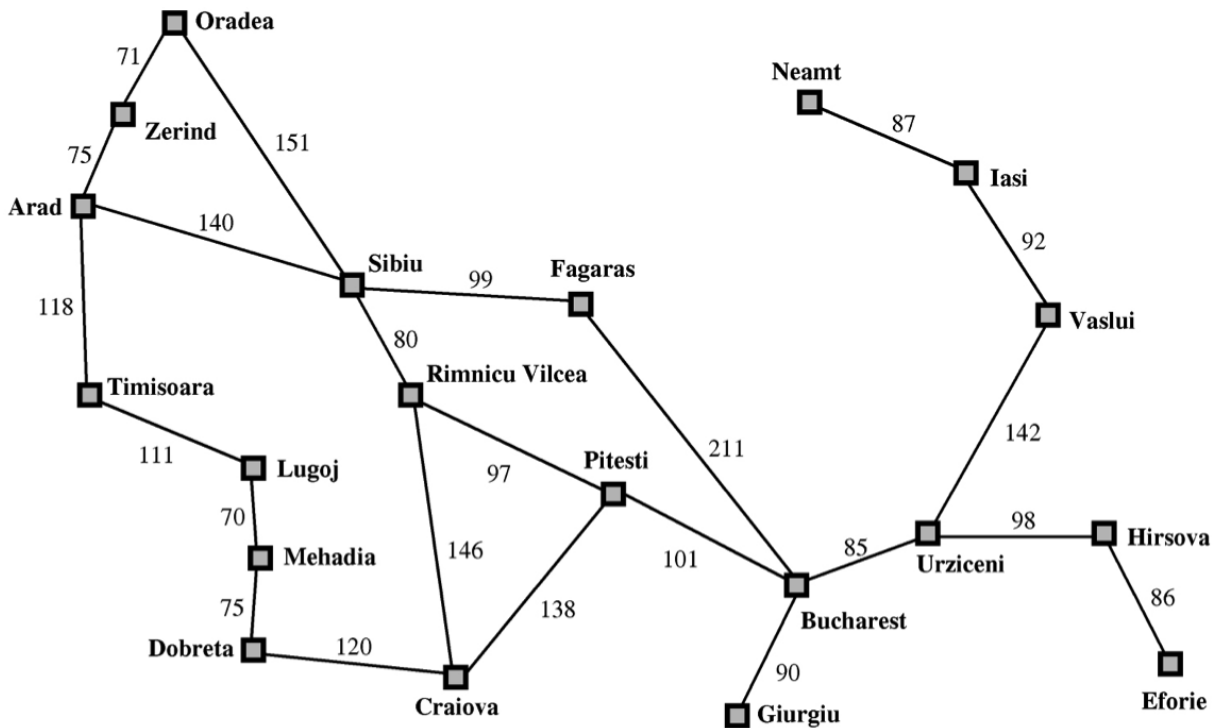 Oradea
71
Neamt
Zerind
87
75
151
Iasi
Arad
140
92
Sibiu
99
Fagaras
118
Vaslui
80
Timisoara
Rimnicu Vilcea
142
111
Lugoj
97
Pitesti
211
70
98
Hirsova
Mehadia
146
101
85
Urziceni
86
75
138
Bucharest
Dobreta
120
90
Eforie
Craiova
Giurgiu